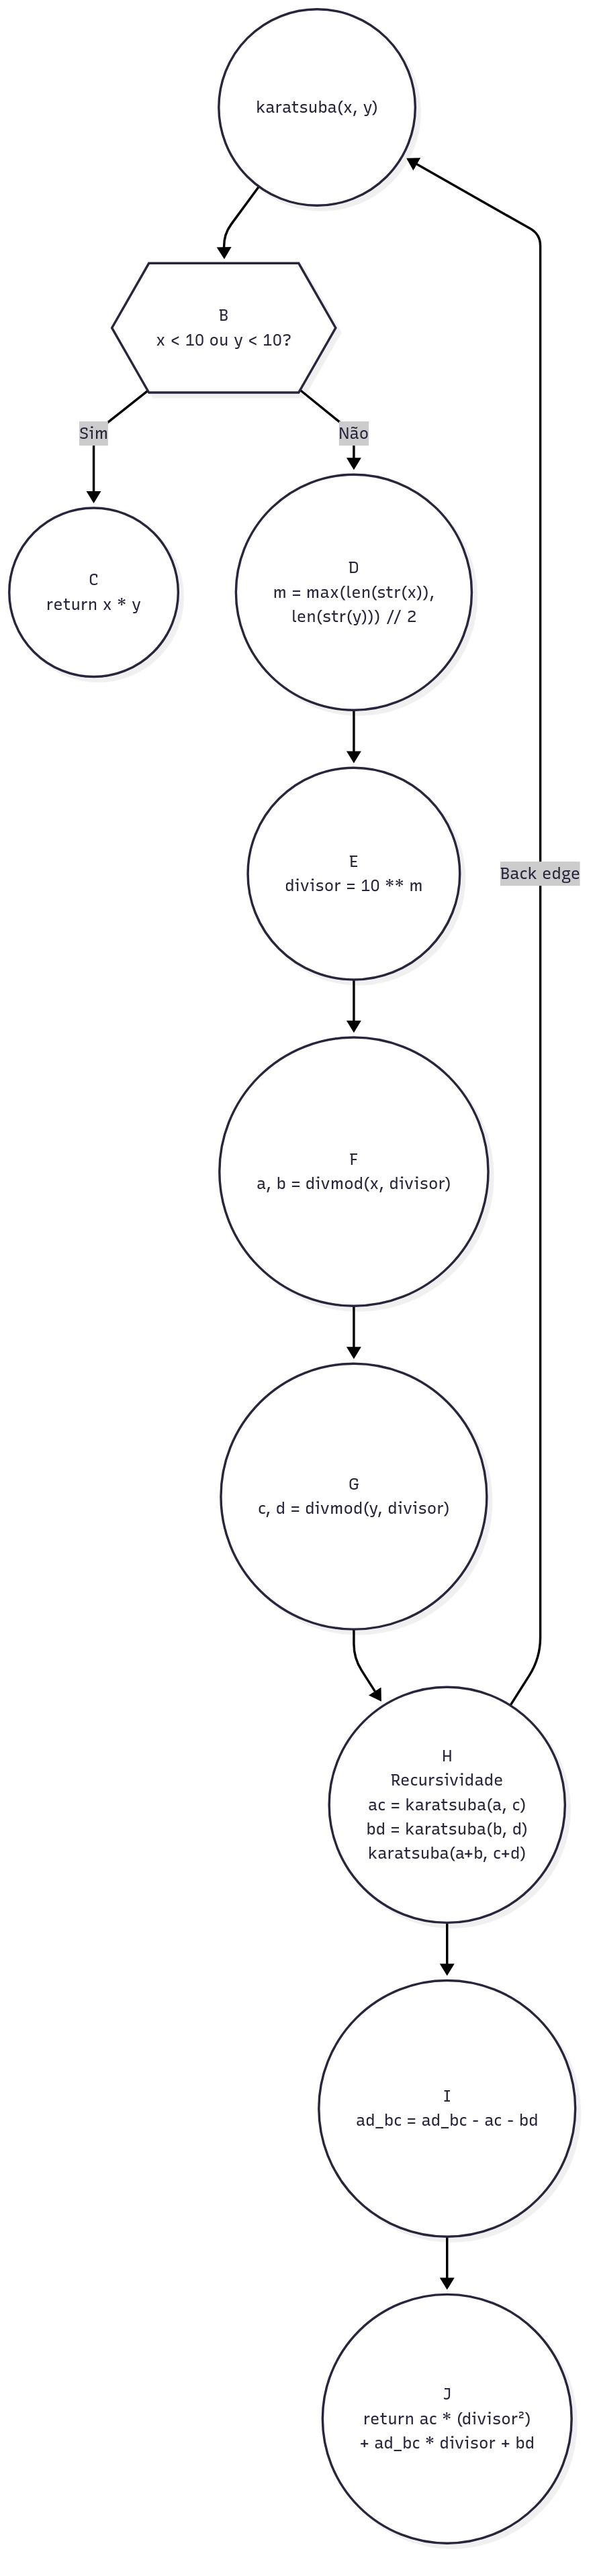 karatsuba(x, y)
B
x < 10 ou y < 10?
Sim
Não
C
return x * y
D
m = max(len(str(x)),
len(str(y))) // 2
E
divisor = 10 ** m
Back edge
F
a, b = divmod(x, divisor)
G
c, d = divmod(y, divisor)
H
Recursividade
ac = karatsuba(a, c)
bd = karatsuba(b, d)
karatsuba(a+b, c+d)
I
ad_bc = ad_bc - ac - bd
J
return ac * (divisor²)
+ ad_bc * divisor + bd